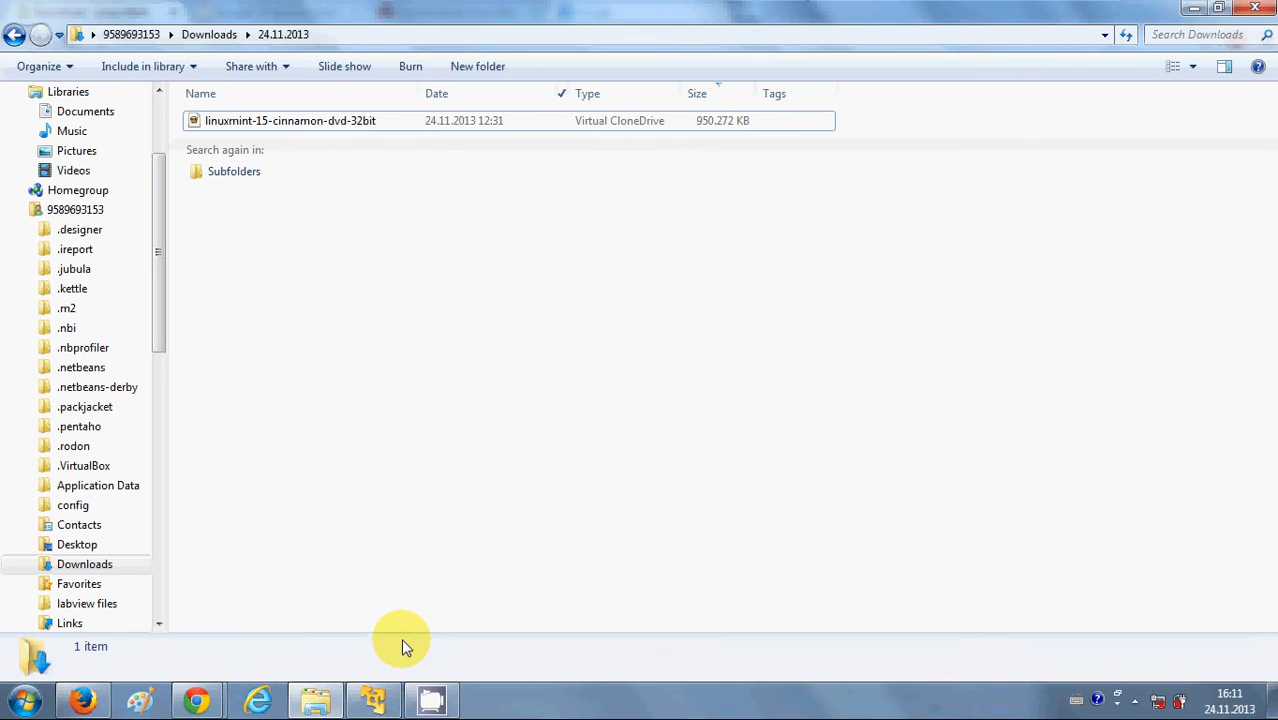 9589693153 Downloads 24.11.2013 Search Downloads
Organize Include in library Share with Slide show Burn New folder
Name Date Type Size Tags
linuxmint-15-cinnamon-dvd-32bit 24.11.2013 12:31 Virtual CloneDrive 950.272 KB
Search again in:
Subfolders
Libraries
Documents
Music
Pictures
Videos
Homegroup
9589693153
.designer
.ireport
.jubula
.kettle
.m2
.nbi
.nbprofiler
.netbeans
.netbeans-derby
.packjacket
.pentaho
.rodon
.VirtualBox
Application Data
config
Contacts
Desktop
Downloads
Favorites
labview files
Links
1 item
16:11
24.11.2013